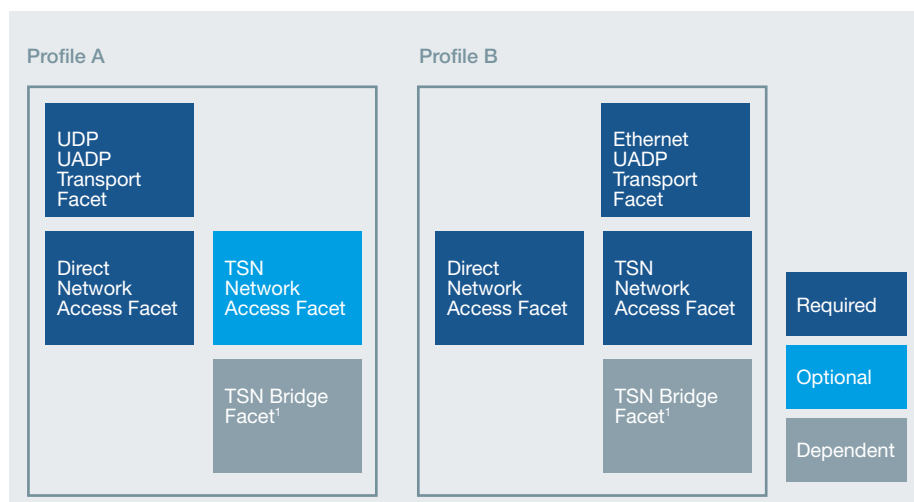 Profile A
UDP
UADP
Transport
Facet
Direct
Network
Access Facet
TSN
Network
Access Facet
TSN Bridge
Facet¹
Profile B
Ethernet
UADP
Transport
Facet
Direct
Network
Access Facet
TSN
Network
Access Facet
TSN Bridge
Facet¹
Required
Optional
Dependent